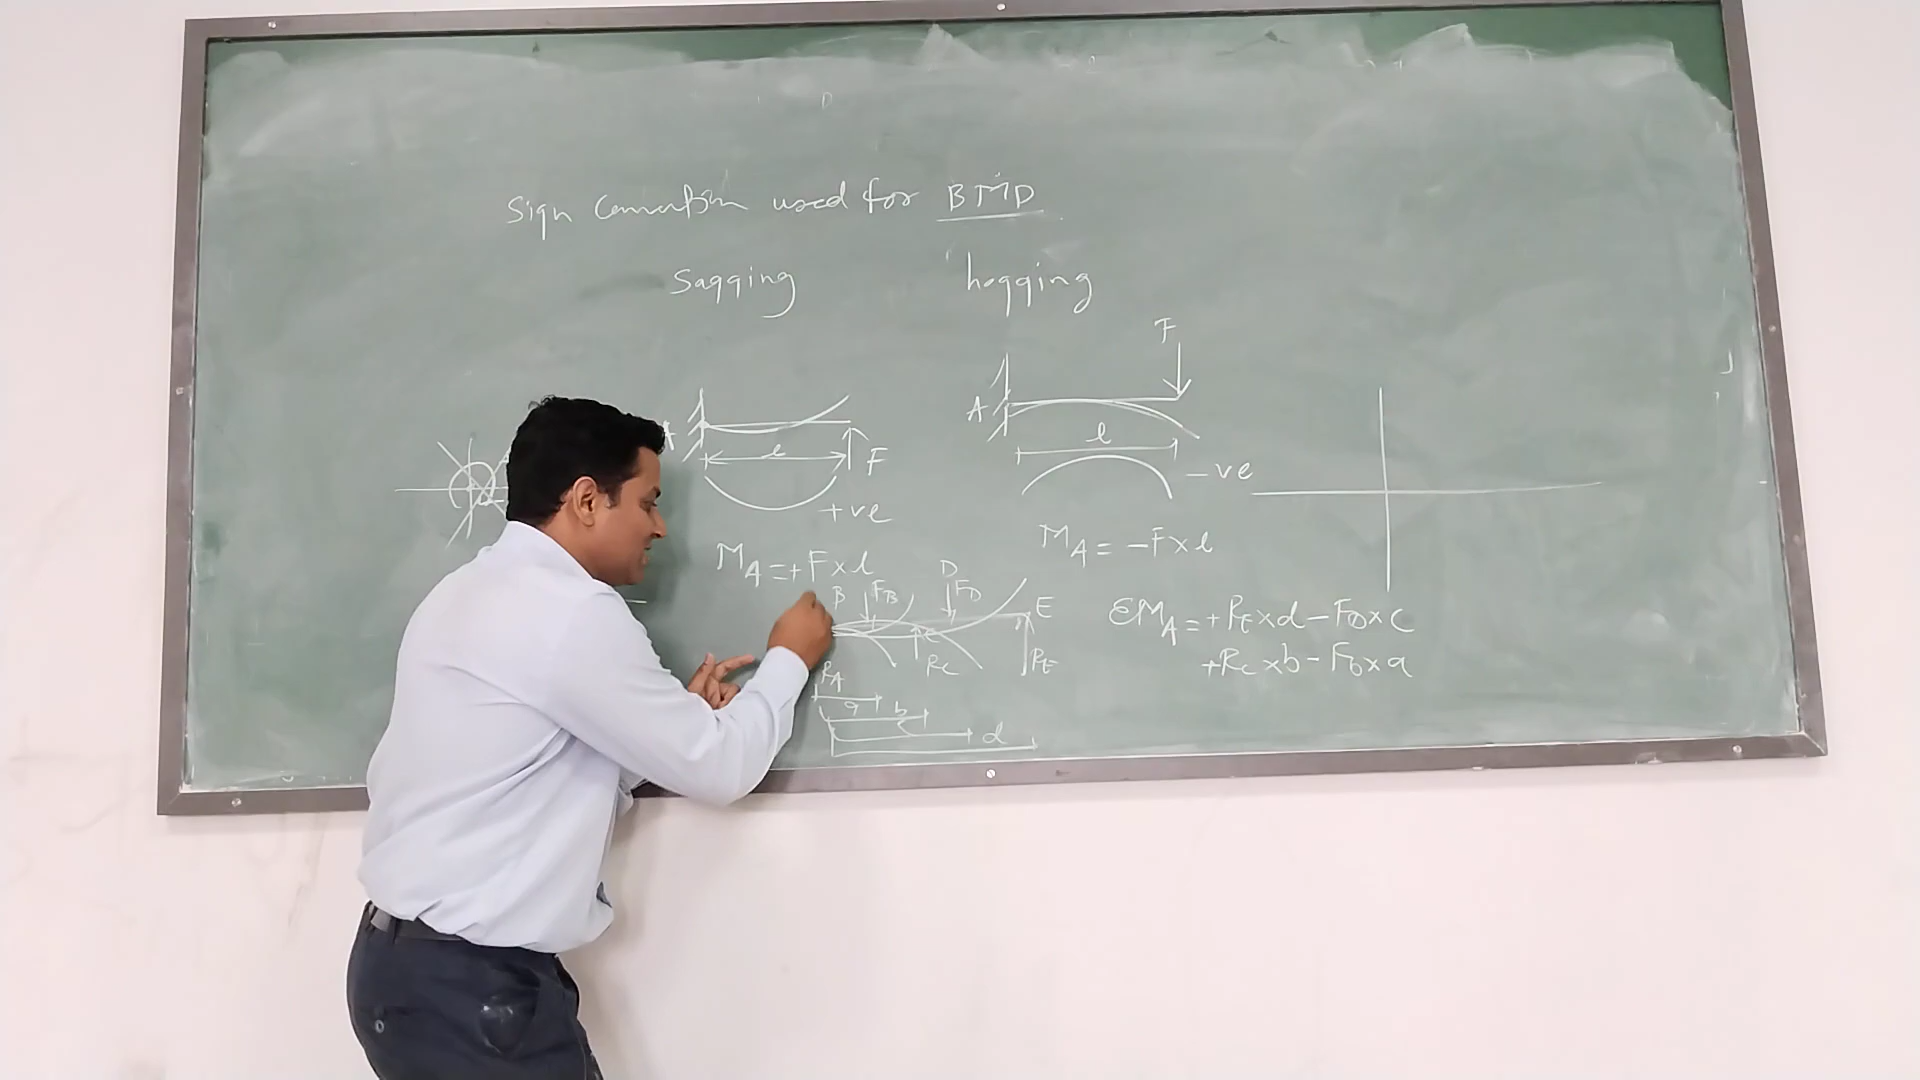 Sign Convention used for BMD
Sagging
hogging
F
A
l
F
+ve
A
l
-ve
MA = +F×l
MA = -F×l
B
FB
D
FD
E
C
RA
RC
RE
a
b
c
d
ΣMA = +RE×d - FD×c
+RC×b - Fb×a